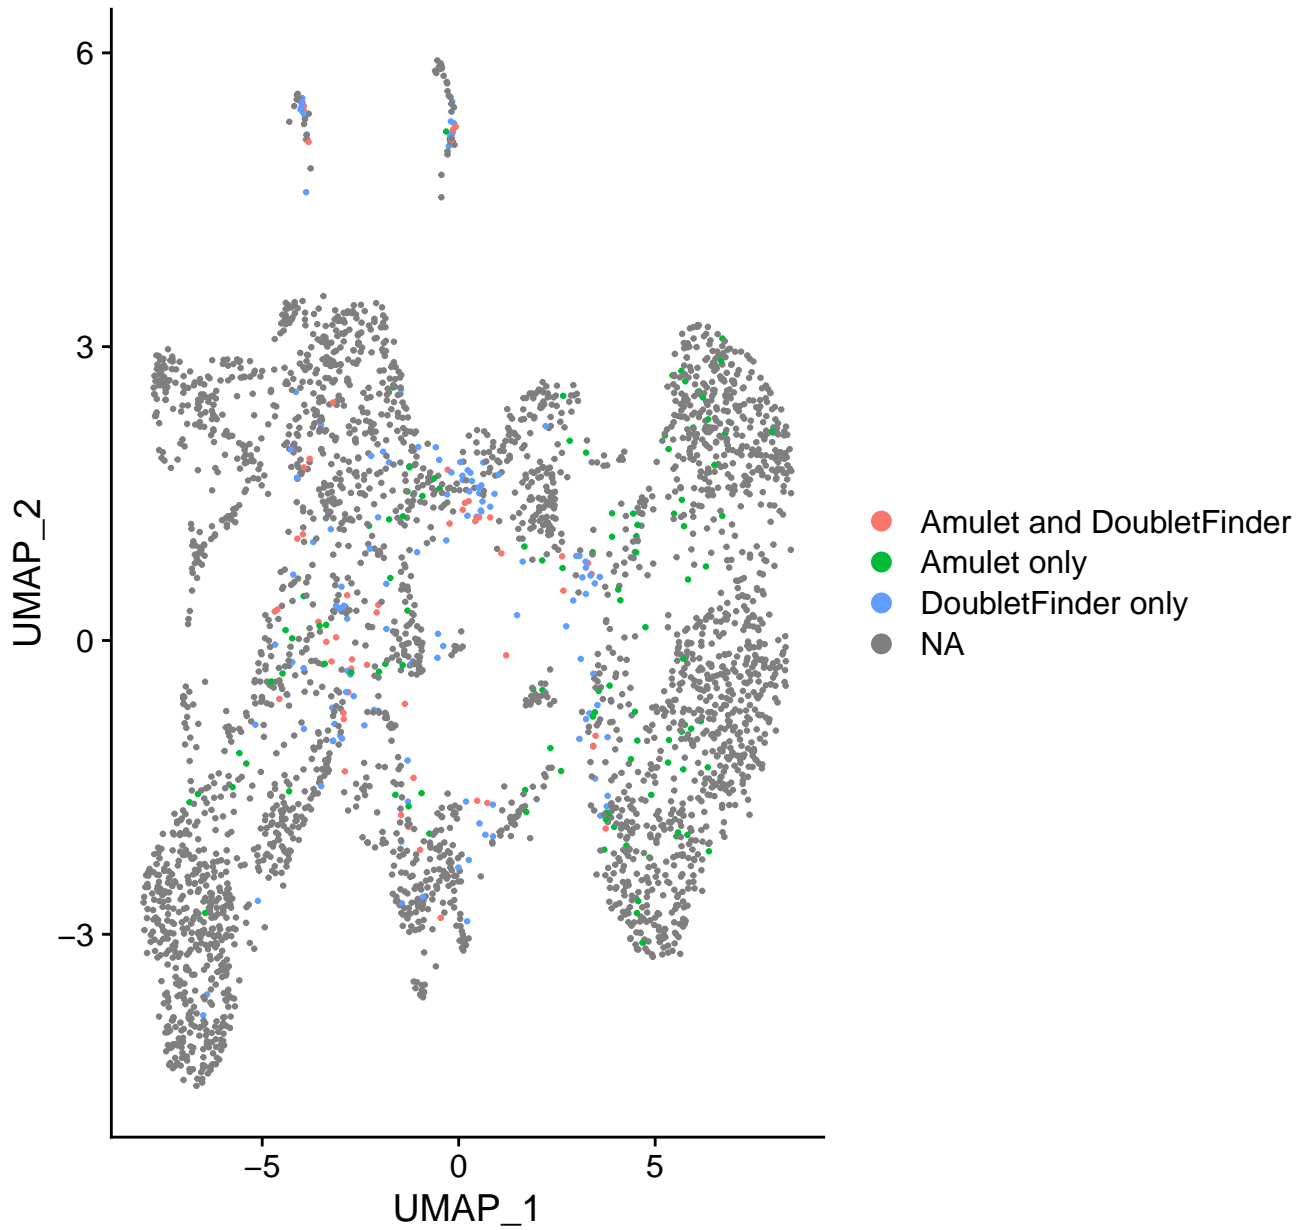 6
3
0
−3
−5
0
5
UMAP_1
UMAP_2
Amulet and DoubletFinder
Amulet only
DoubletFinder only
NA